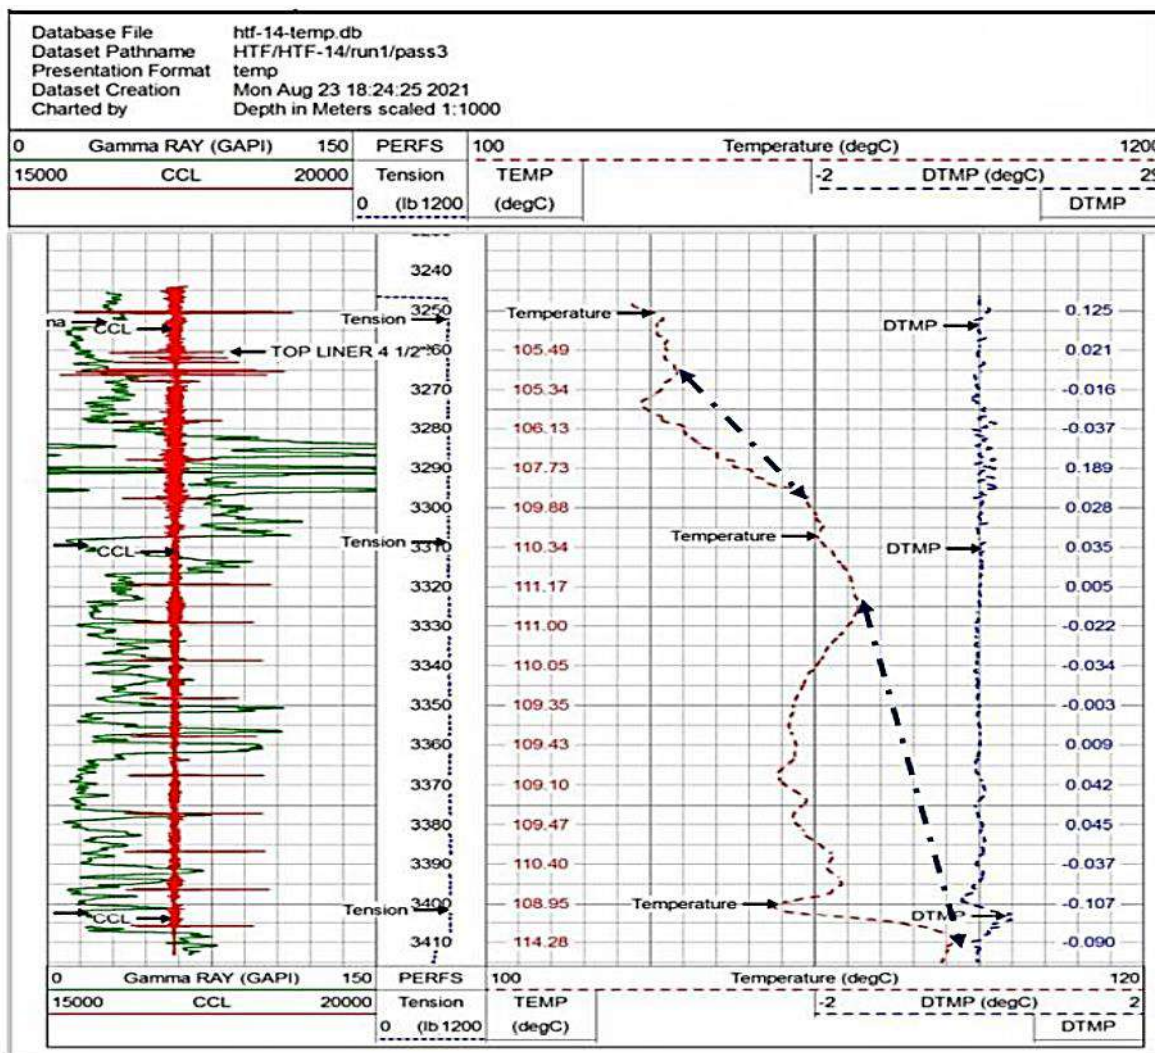 Database File htf-14-temp.db
Dataset Pathname HTF/HTF-14/run1/pass3
Presentation Format temp
Dataset Creation Mon Aug 23 18:24:25 2021
Charted by Depth in Meters scaled 1:1000
0 Gamma RAY (GAPI) 150 PERFS 100 Temperature (degC) 1200
15000 CCL 20000 Tension TEMP -2 DTMP (degC) 29
0 (lb 1200 (degC) DTMP
3240
3250 Temperature 0.125
na CCL Tension DTMP
TOP LINER 4 1/2" 3260 105.49 0.021
3270 105.34 -0.016
3280 106.13 -0.037
3290 107.73 0.189
3300 109.88 0.028
Tension Temperature
CCL 3310 110.34 DTMP 0.035
3320 111.17 0.005
3330 111.00 -0.022
3340 110.05 -0.034
3350 109.35 -0.003
3360 109.43 0.009
3370 109.10 0.042
3380 109.47 0.045
3390 110.40 -0.037
3400 108.95 Temperature -0.107
CCL Tension DTMP
3410 114.28 -0.090
0 Gamma RAY (GAPI) 150 PERFS 100 Temperature (degC) 120
15000 CCL 20000 Tension TEMP -2 DTMP (degC) 2
0 (lb 1200 (degC) DTMP